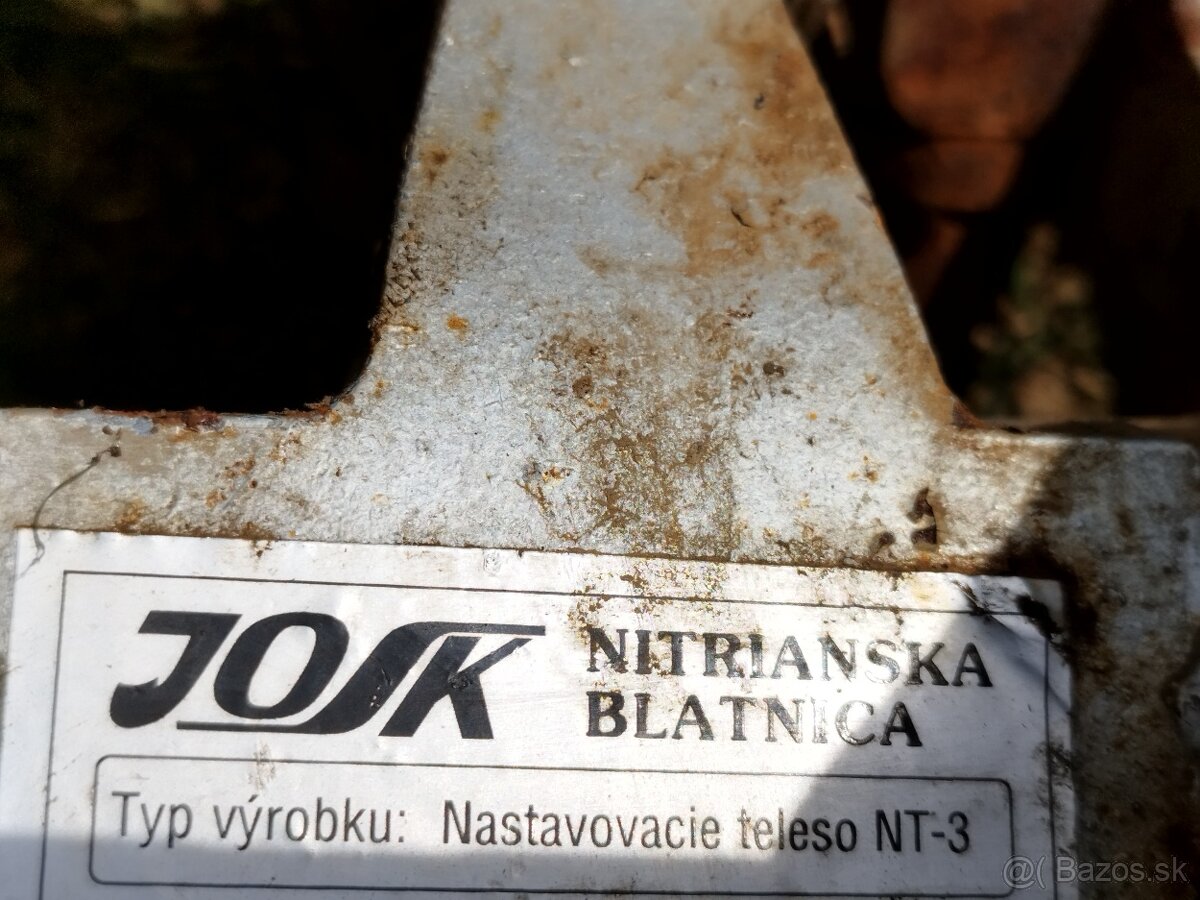 JOSK
NITRIANSKA
BLATNICA
Typ výrobku: Nastavovacie teleso NT-3
@( Bazos.sk